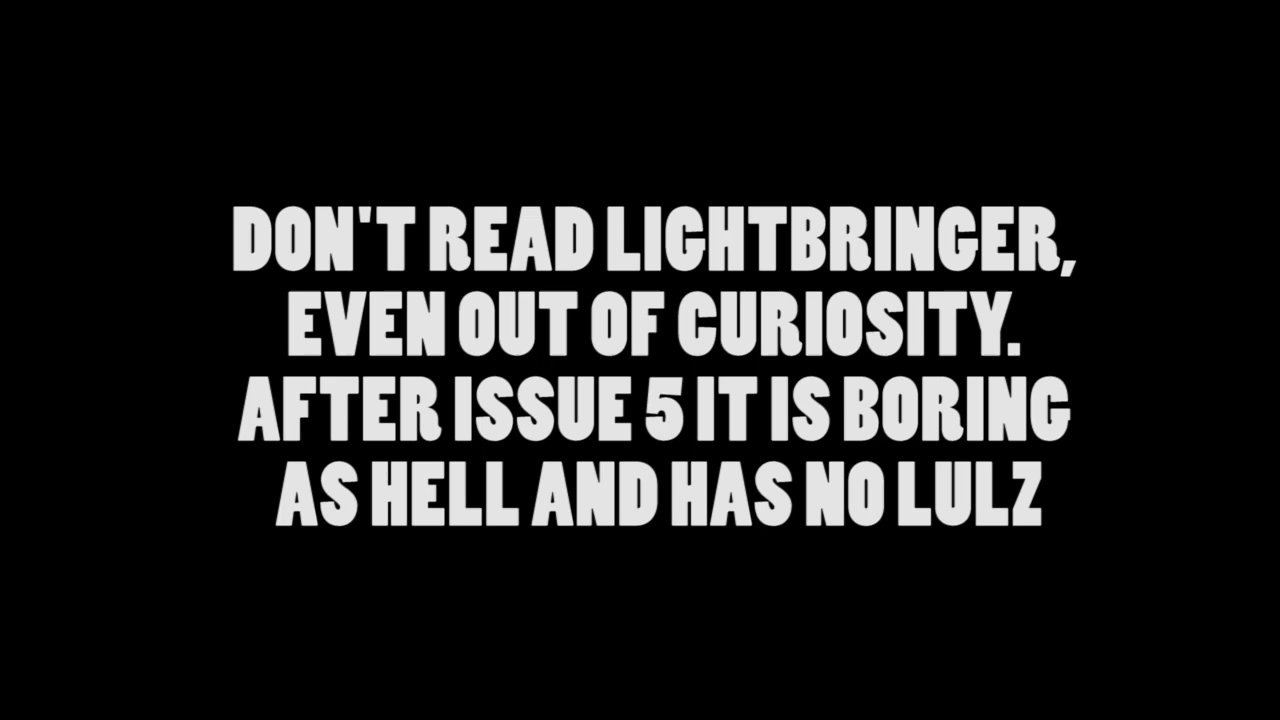 DON'T READ LIGHTBRINGER,
EVEN OUT OF CURIOSITY.
AFTER ISSUE 5 IT IS BORING
AS HELL AND HAS NO LULZ